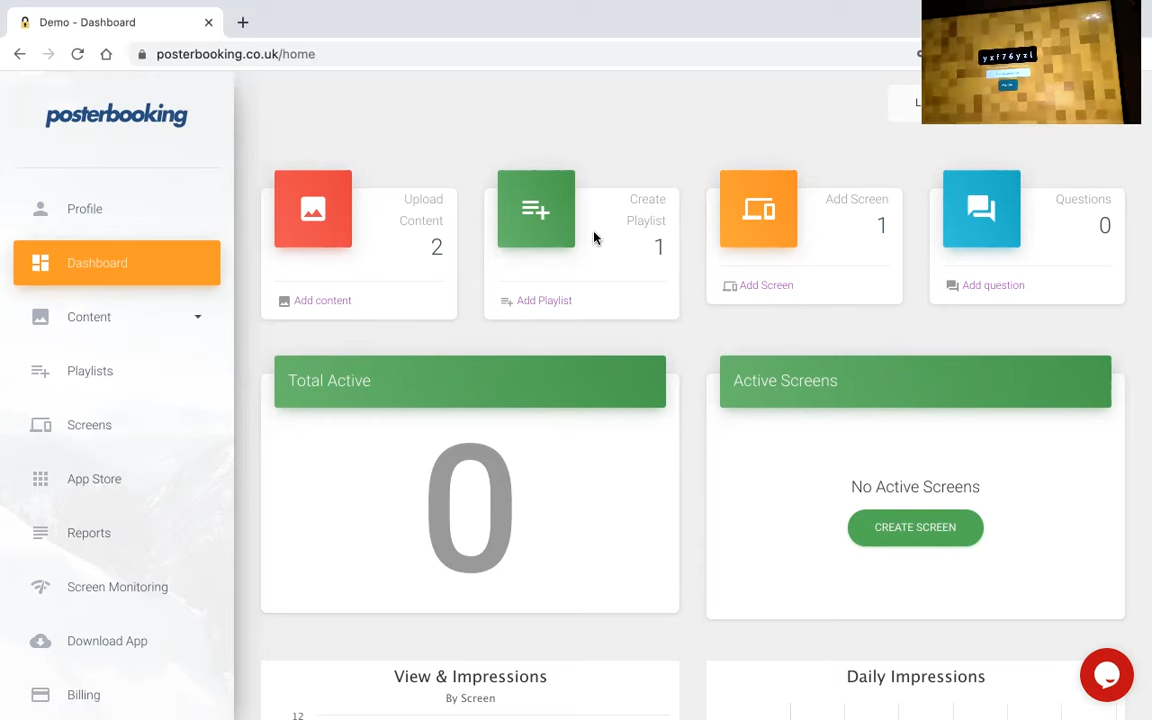 Demo - Dashboard
posterbooking.co.uk/home
yxf76yzl
posterbooking
Profile
Dashboard
Content
Playlists
Screens
App Store
Reports
Screen Monitoring
Download App
Billing
Upload
Content
2
Add content
Create
Playlist
1
Add Playlist
Add Screen
1
Add Screen
Questions
0
Add question
Total Active
0
Active Screens
No Active Screens
CREATE SCREEN
View & Impressions
By Screen
12
Daily Impressions